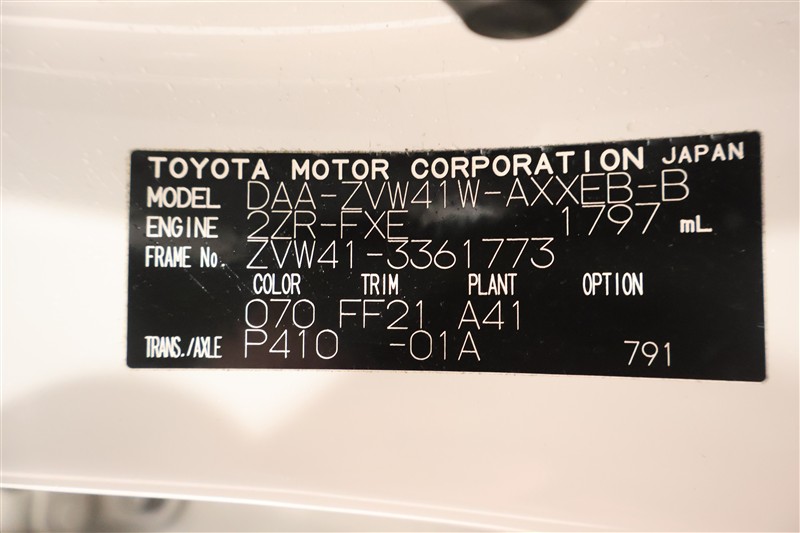 TOYOTA MOTOR CORPORATION JAPAN
MODEL DAA-ZVW41W-AXXEB-B
ENGINE 2ZR-FXE 1797 mL
FRAME No. ZVW41-3361773
COLOR TRIM PLANT OPTION
070 FF21 A41
TRANS./AXLE P410 -01A 791